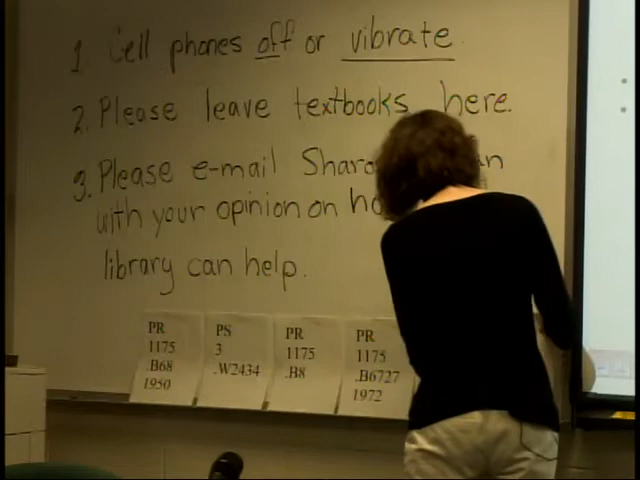 1. Cell phones off or vibrate.
2. Please leave textbooks here.
3. Please e-mail
with your opinion on
library can help.
PR
1175
.B68
1950
PS
3
.W2434
PR
1175
.B8
PR
1175
.B6727
1972